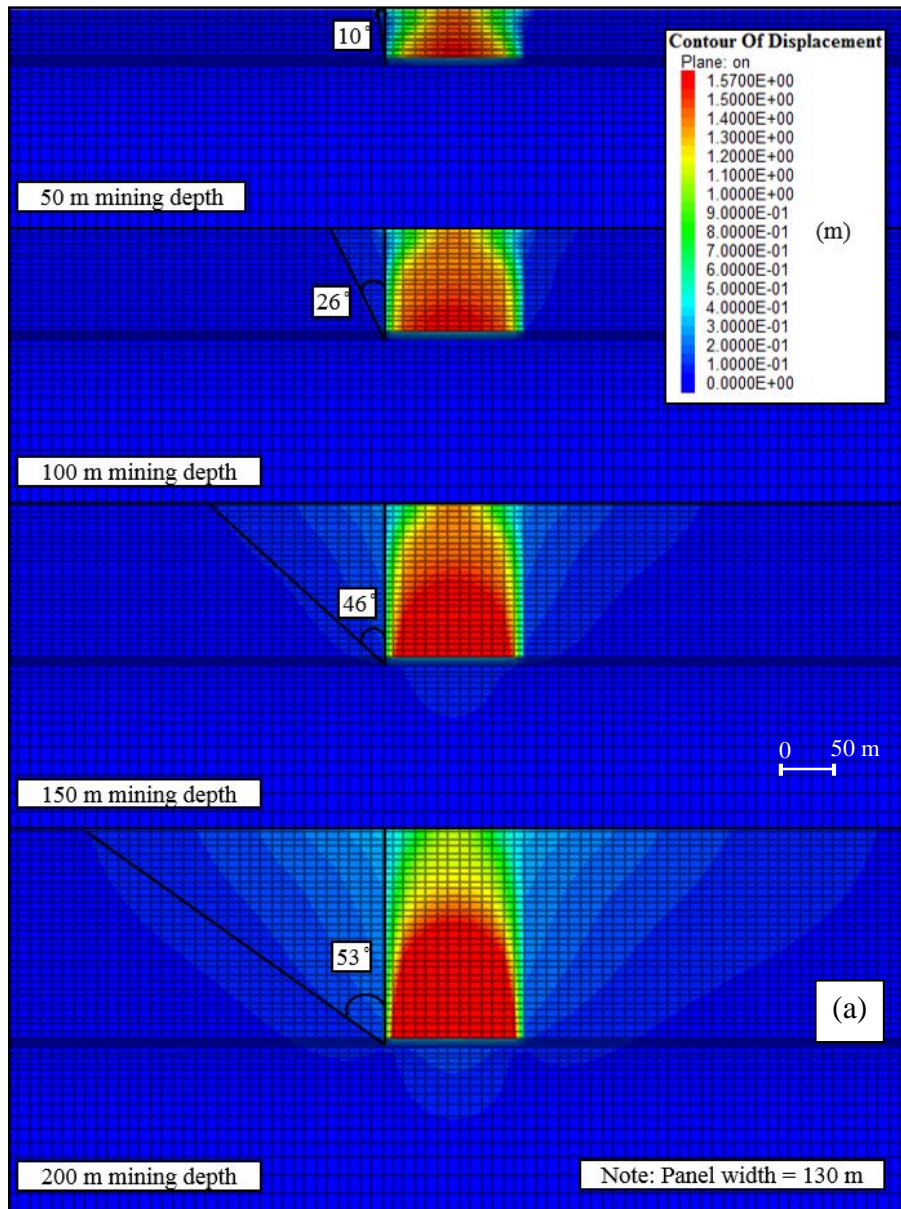 10°
Contour Of Displacement
Plane: on
1.5700E+00
1.5000E+00
1.4000E+00
1.3000E+00
1.2000E+00
1.1000E+00
1.0000E+00
9.0000E-01
8.0000E-01
7.0000E-01
6.0000E-01
5.0000E-01
4.0000E-01
3.0000E-01
2.0000E-01
1.0000E-01
0.0000E+00
(m)
50 m mining depth
26°
100 m mining depth
46°
0 50 m
150 m mining depth
53°
(a)
200 m mining depth
Note: Panel width = 130 m